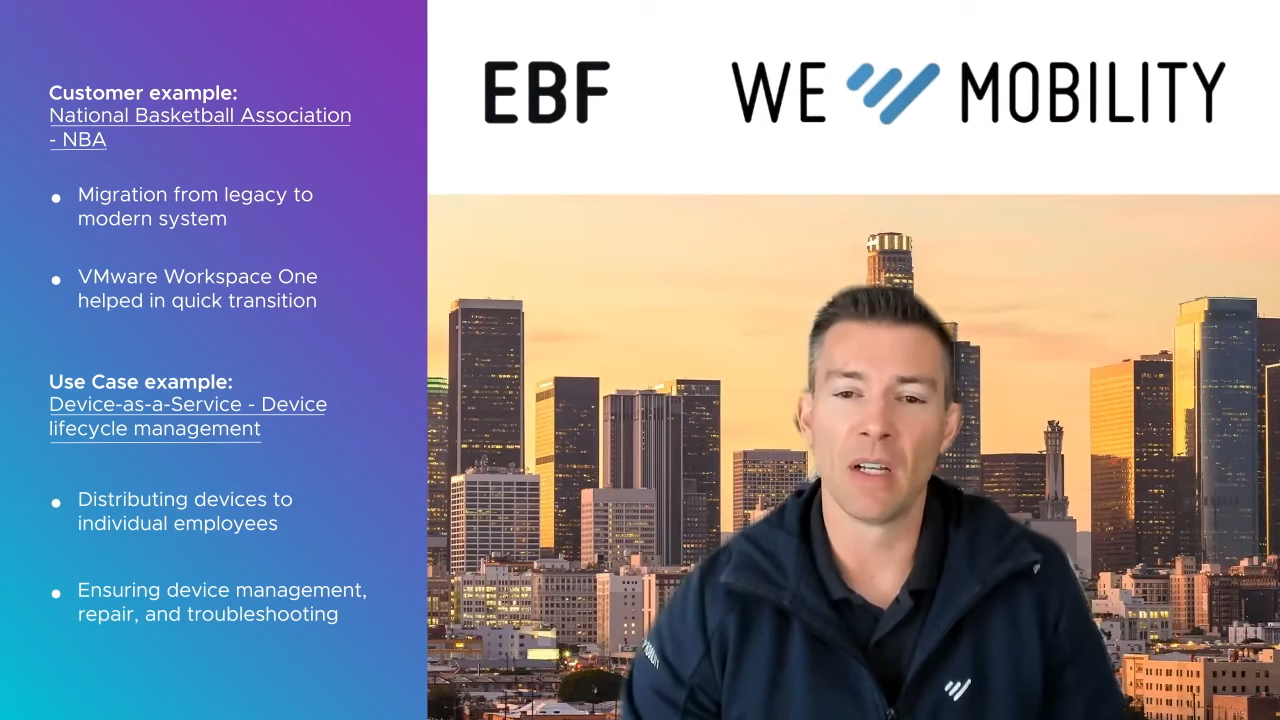 Customer example:
National Basketball Association
- NBA
• Migration from legacy to
modern system
• VMware Workspace One
helped in quick transition
Use Case example:
Device-as-a-Service - Device
lifecycle management
• Distributing devices to
individual employees
• Ensuring device management,
repair, and troubleshooting
EBF
WE MOBILITY